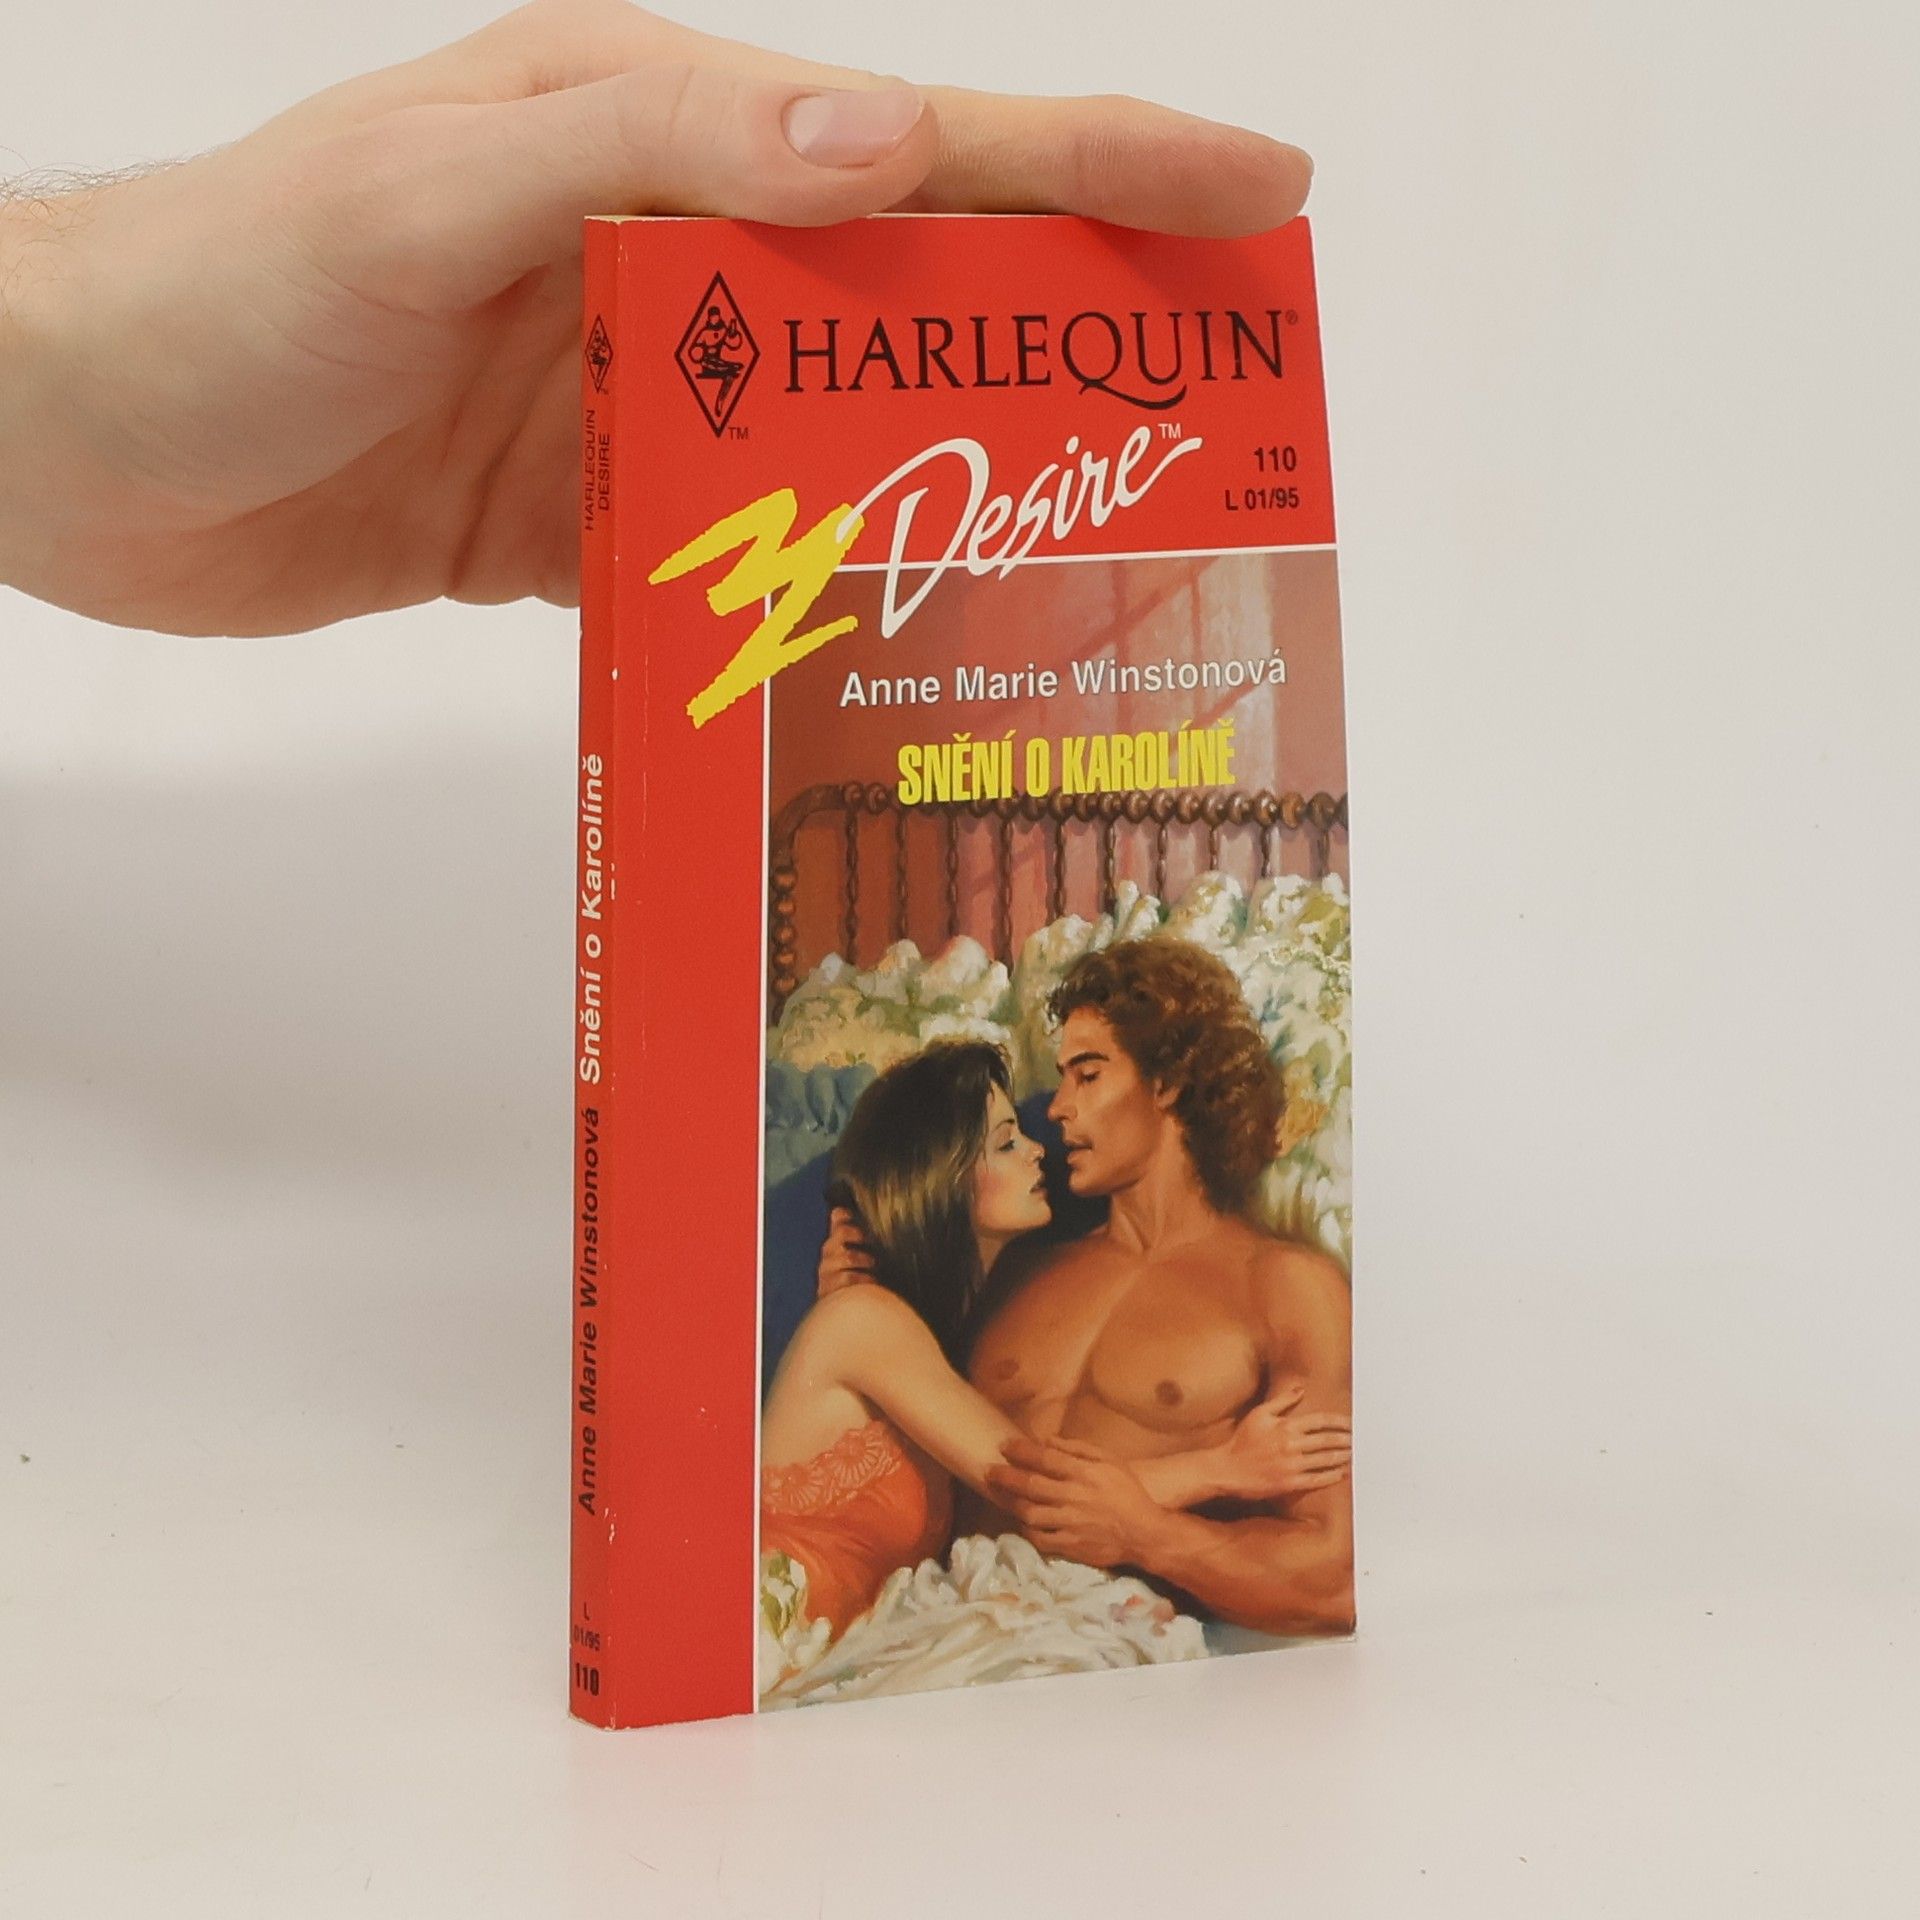 HARLEQUIN®
TM
Desire™
110
L 01/95
Anne Marie Winstonová
SNĚNÍ O KAROLÍNĚ
HARLEQUIN
DESIRE
Anne Marie Winstonová Snění o Karolíně
L
01/95
110